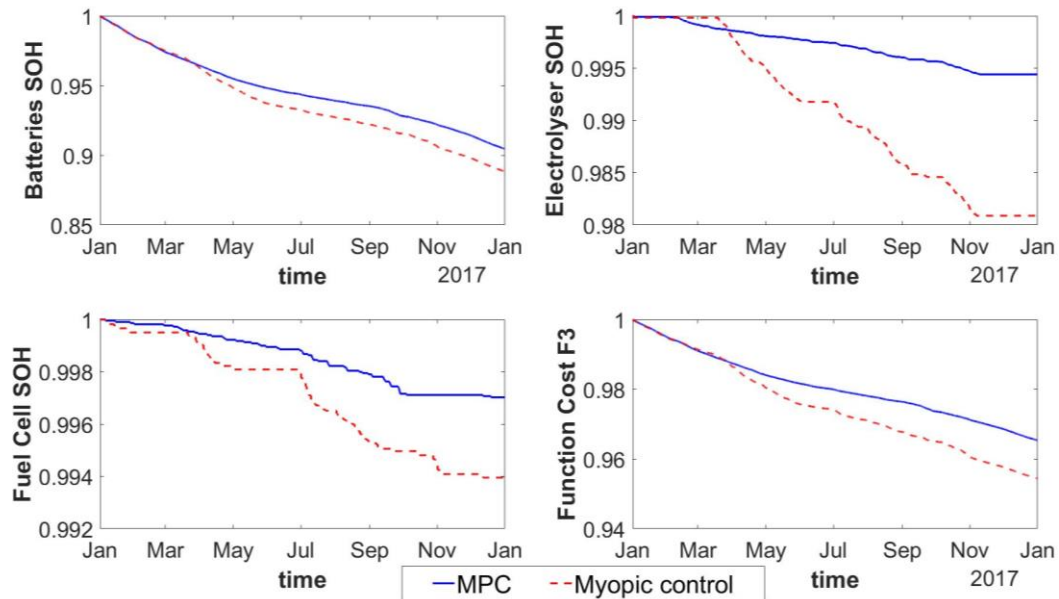 Batteries SOH
1
0.95
0.9
0.85
Jan Mar May Jul Sep Nov Jan
time
2017
Electrolyser SOH
1
0.995
0.99
0.985
0.98
Jan Mar May Jul Sep Nov Jan
time
2017
Fuel Cell SOH
1
0.998
0.996
0.994
0.992
Jan Mar May Jul Sep Nov Jan
time
Function Cost F3
1
0.98
0.96
0.94
Jan Mar May Jul Sep Nov Jan
time
2017
MPC Myopic control